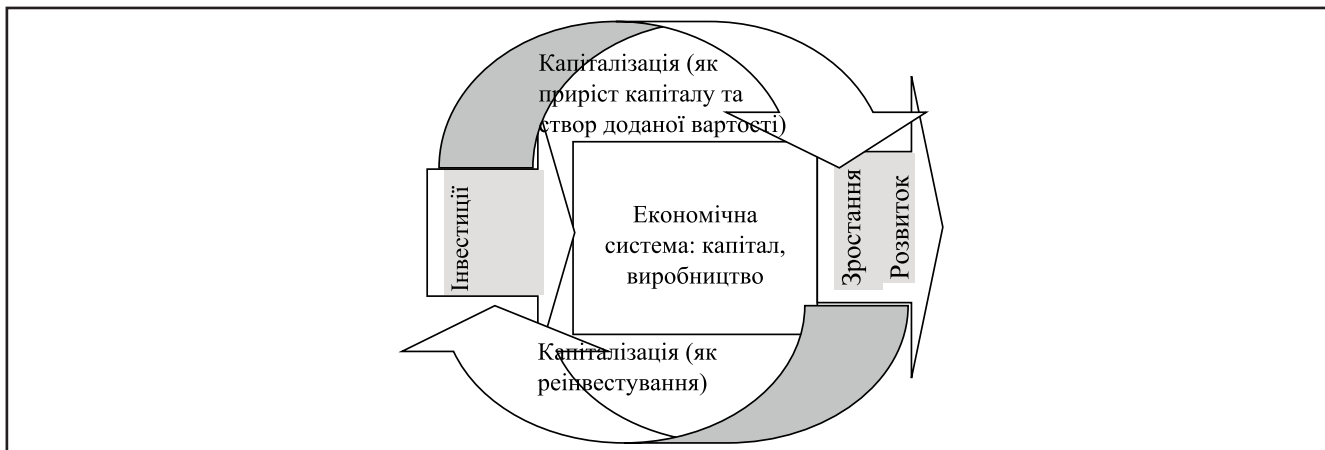 Капіталізація (як
приріст капіталу та
створ доданої вартості)
Інвестиції
Економічна
система: капітал,
виробництво
Зростання
Розвиток
Капіталізація (як
реінвестування)